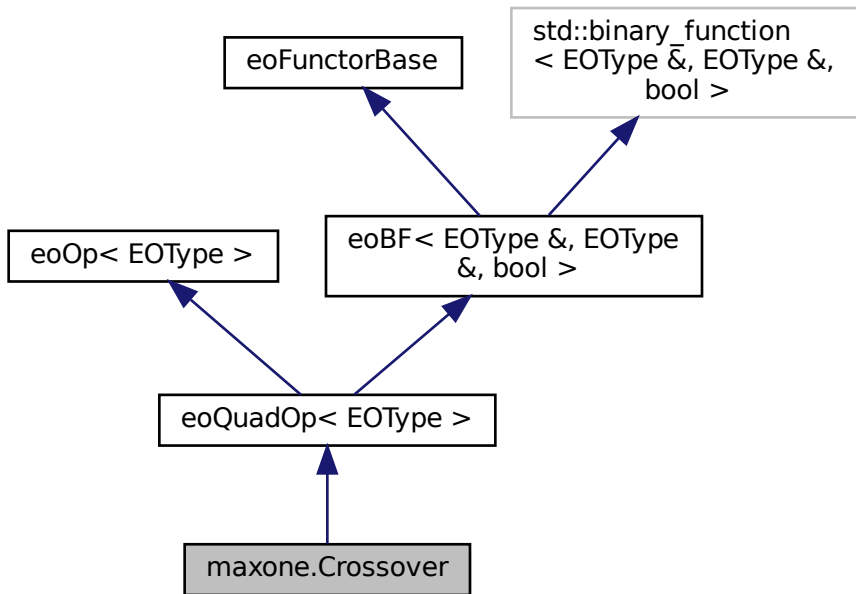 std::binary_function
< EOType &, EOType &,
bool >
eoFunctorBase
eoBF< EOType &, EOType
&, bool >
eoOp< EOType >
eoQuadOp< EOType >
maxone.Crossover